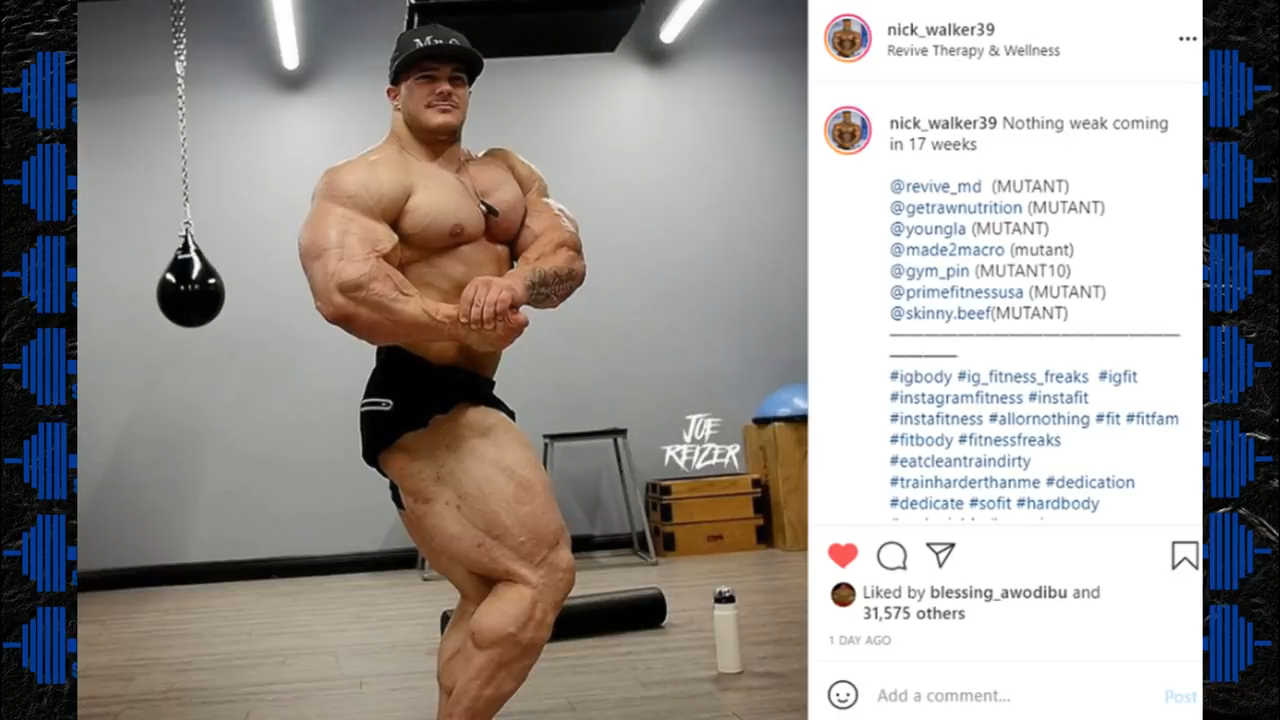 Mr. O
JOE
REIZER
nick_walker39
Revive Therapy & Wellness
nick_walker39 Nothing weak coming
in 17 weeks
@revive_md (MUTANT)
@getrawnutrition (MUTANT)
@youngla (MUTANT)
@made2macro (mutant)
@gym_pin (MUTANT10)
@primefitnessusa (MUTANT)
@skinny.beef(MUTANT)
#igbody #ig_fitness_freaks #igfit
#instagramfitness #instafit
#instafitness #allornothing #fit #fitfam
#fitbody #fitnessfreaks
#eatcleantraindirty
#trainharderthanme #dedication
#dedicate #sofit #hardbody
Liked by blessing_awodibu and
31,575 others
1 DAY AGO
Add a comment... Post